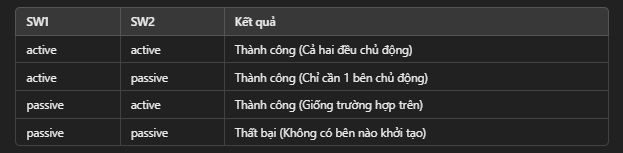 SW1 SW2 Kết quả
active active Thành công (Cả hai đều chủ động)
active passive Thành công (Chỉ cần 1 bên chủ động)
passive active Thành công (Giống trường hợp trên)
passive passive Thất bại (Không có bên nào khởi tạo)